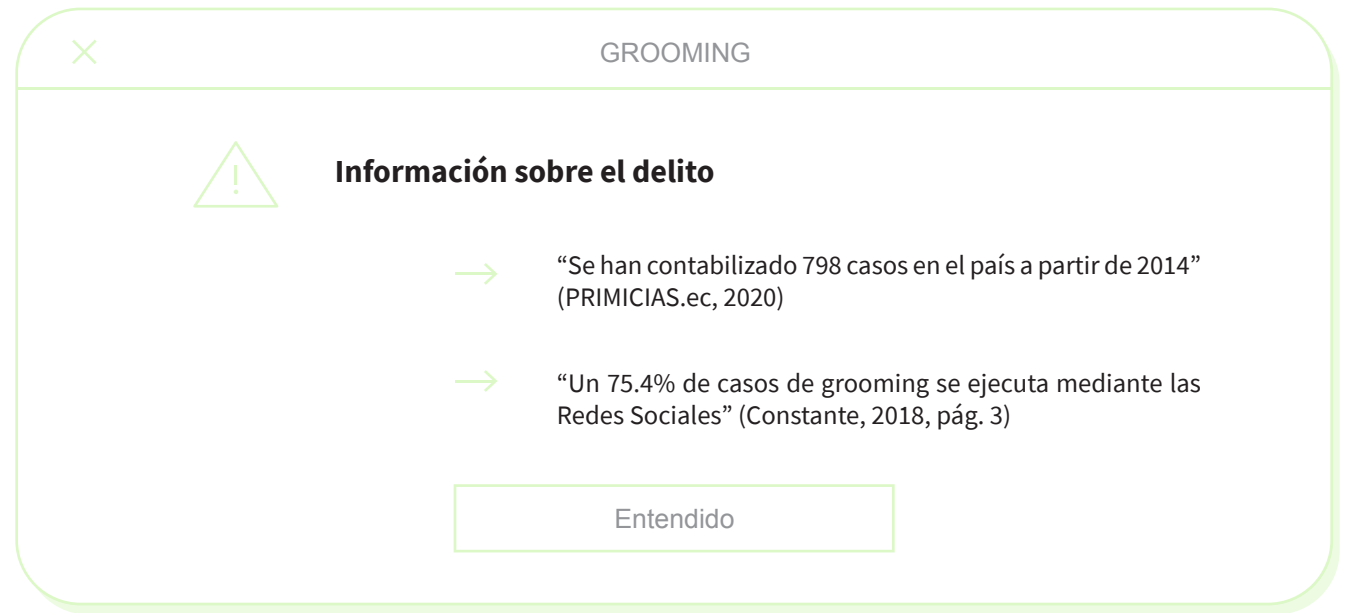 GROOMING
Información sobre el delito
“Se han contabilizado 798 casos en el país a partir de 2014”
(PRIMICIAS.ec, 2020)
“Un 75.4% de casos de grooming se ejecuta mediante las
Redes Sociales” (Constante, 2018, pág. 3)
Entendido